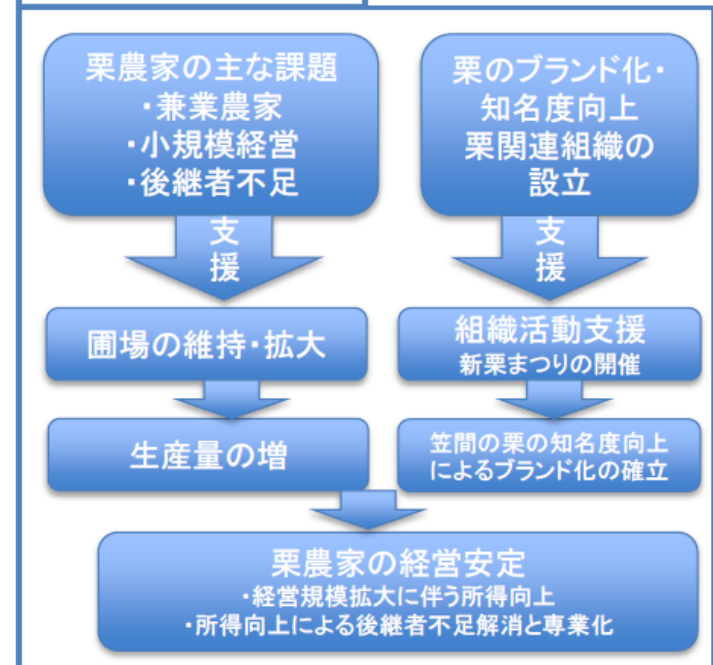 栗農家の主な課題
・兼業農家
・小規模経営
・後継者不足
支
援
圃場の維持・拡大
生産量の増
栗のブランド化・
知名度向上
栗関連組織の
設立
支
援
組織活動支援
新栗まつりの開催
笠間の栗の知名度向上
によるブランド化の確立
栗農家の経営安定
・経営規模拡大に伴う所得向上
・所得向上による後継者不足解消と専業化